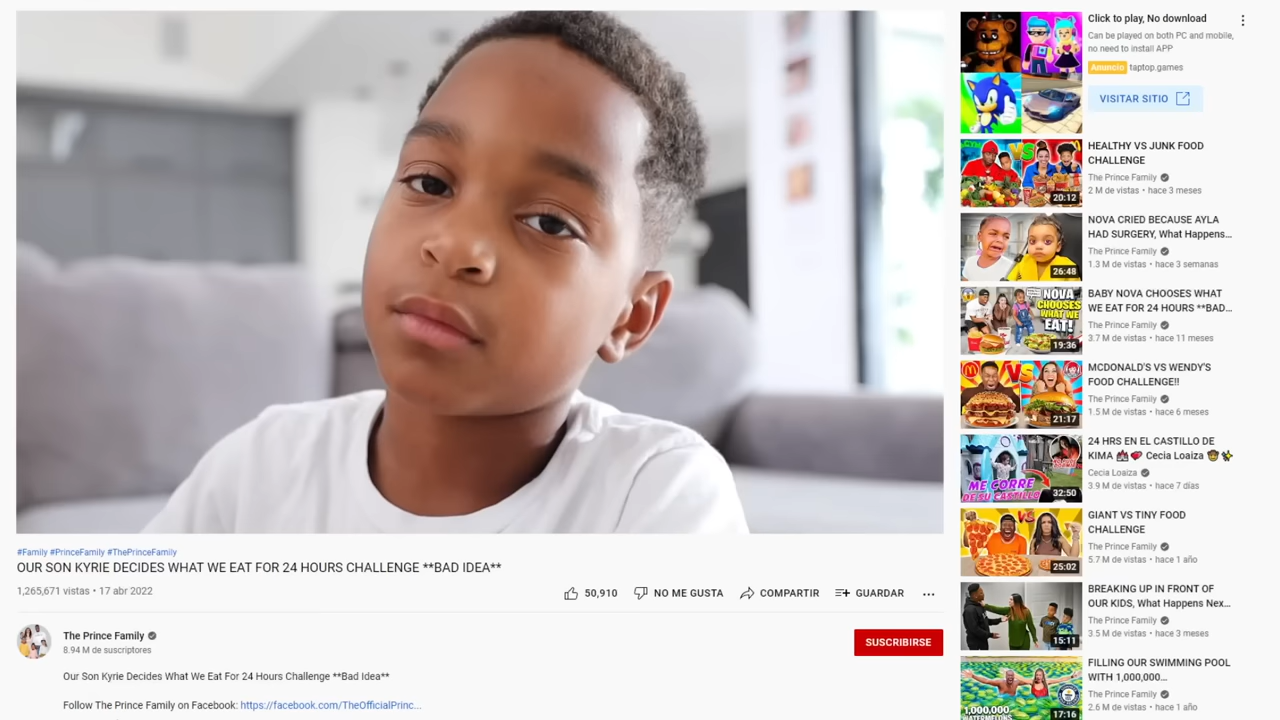 #Family #PrinceFamily #ThePrinceFamily
OUR SON KYRIE DECIDES WHAT WE EAT FOR 24 HOURS CHALLENGE **BAD IDEA**
1,265,671 vistas • 17 abr 2022
50,910
NO ME GUSTA
COMPARTIR
GUARDAR
The Prince Family
8.94 M de suscriptores
SUSCRIBIRSE
Our Son Kyrie Decides What We Eat For 24 Hours Challenge **Bad Idea**
Follow The Prince Family on Facebook: https://facebook.com/TheOfficialPrinc...
Click to play, No download
Can be played on both PC and mobile,
no need to install APP
Anuncio taptop.games
VISITAR SITIO
VS
20:12
HEALTHY VS JUNK FOOD
CHALLENGE
The Prince Family
2 M de vistas • hace 3 meses
26:48
NOVA CRIED BECAUSE AYLA
HAD SURGERY, What Happens...
The Prince Family
1.3 M de vistas • hace 3 semanas
NOVA
CHOOSES
WHAT WE
EAT!
19:36
BABY NOVA CHOOSES WHAT
WE EAT FOR 24 HOURS **BAD...
The Prince Family
3.7 M de vistas • hace 11 meses
VS
21:17
MCDONALD'S VS WENDY'S
FOOD CHALLENGE!!
The Prince Family
1.5 M de vistas • hace 6 meses
ME CORRE
DE SU CASTILLO
32:50
24 HRS EN EL CASTILLO DE
KIMA 🏰❤️ Cecia Loaiza 🤠✨
Cecia Loaiza
3.9 M de vistas • hace 7 días
VS
25:02
GIANT VS TINY FOOD
CHALLENGE
The Prince Family
5.7 M de vistas • hace 1 año
15:11
BREAKING UP IN FRONT OF
OUR KIDS, What Happens Nex...
The Prince Family
3.5 M de vistas • hace 3 meses
1,000,000
WATERMELONS
17:16
FILLING OUR SWIMMING POOL
WITH 1,000,000...
The Prince Family
2.6 M de vistas • hace 1 año